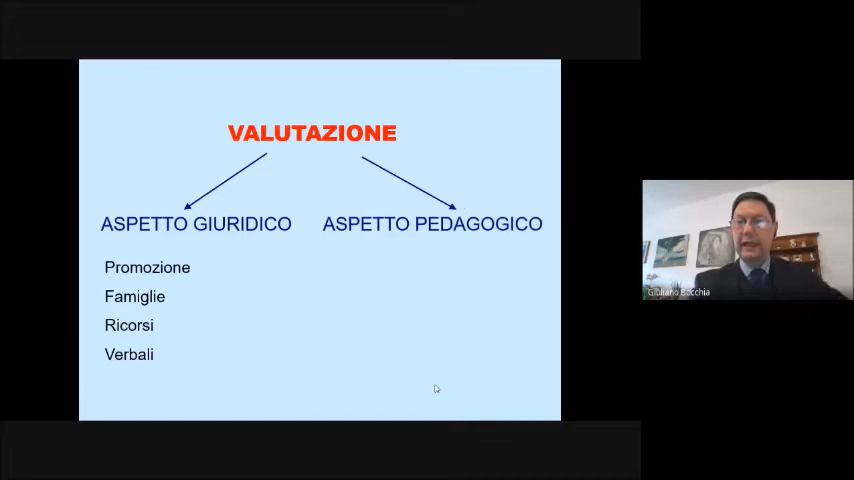 VALUTAZIONE
ASPETTO GIURIDICO
ASPETTO PEDAGOGICO
Promozione
Famiglie
Ricorsi
Verbali
Giuliano Bocchia